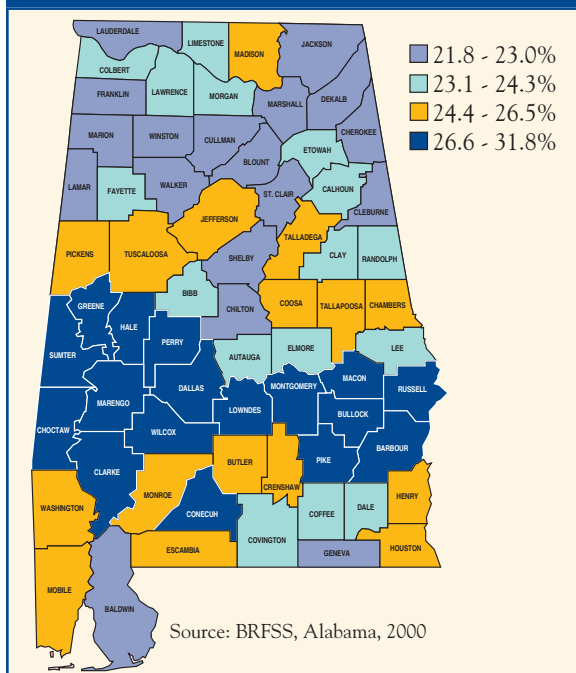 LAUDERDALE
LIMESTONE
MADISON
JACKSON
COLBERT
LAWRENCE
FRANKLIN
MORGAN
MARSHALL
DEKALB
CHEROKEE
MARION
WINSTON
CULLMAN
BLOUNT
ETOWAH
LAMAR
FAYETTE
WALKER
ST. CLAIR
CALHOUN
CLEBURNE
JEFFERSON
PICKENS
TUSCALOOSA
SHELBY
TALLADEGA
CLAY
RANDOLPH
BIBB
CHILTON
COOSA
TALLAPOOSA
CHAMBERS
GREENE
HALE
SUMTER
PERRY
AUTAUGA
ELMORE
LEE
DALLAS
MONTGOMERY
MACON
RUSSELL
MARENGO
LOWNDES
BULLOCK
CHOCTAW
WILCOX
BARBOUR
CLARKE
BUTLER
CRENSHAW
PIKE
WASHINGTON
MONROE
CONECUH
COFFEE
DALE
HENRY
COVINGTON
ESCAMBIA
GENEVA
HOUSTON
MOBILE
BALDWIN
21.8 - 23.0%
23.1 - 24.3%
24.4 - 26.5%
26.6 - 31.8%
Source: BRFSS, Alabama, 2000